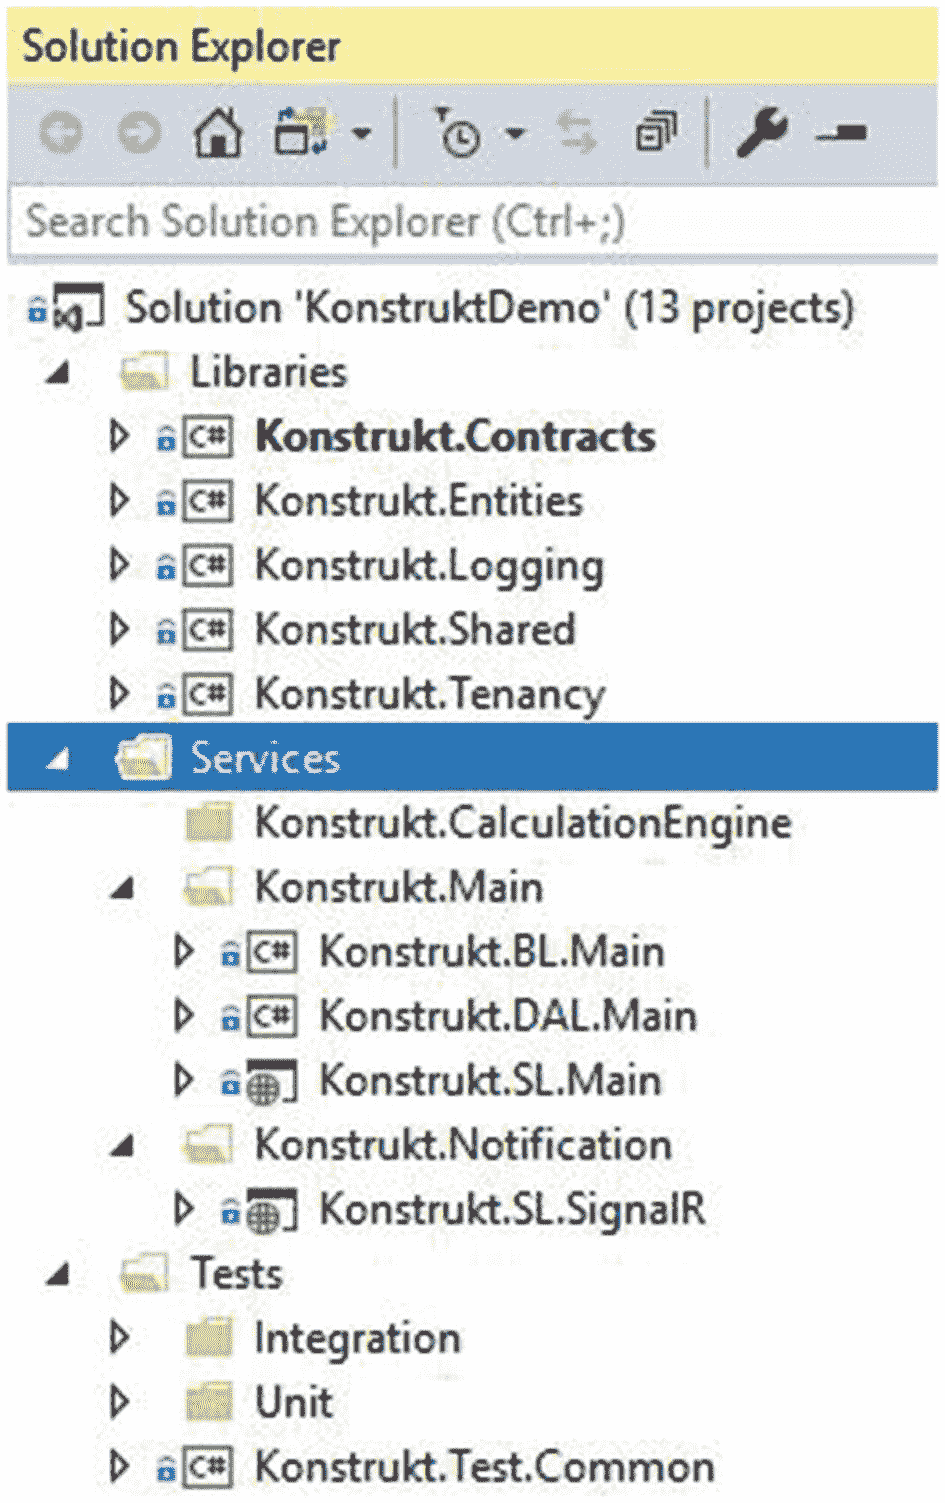 Solution Explorer
Search Solution Explorer (Ctrl+;)
Solution 'KonstruktDemo' (13 projects)
Libraries
C# Konstrukt.Contracts
C# Konstrukt.Entities
C# Konstrukt.Logging
C# Konstrukt.Shared
C# Konstrukt.Tenancy
Services
Konstrukt.CalculationEngine
Konstrukt.Main
C# Konstrukt.BL.Main
C# Konstrukt.DAL.Main
Konstrukt.SL.Main
Konstrukt.Notification
Konstrukt.SL.SignalR
Tests
Integration
Unit
C# Konstrukt.Test.Common